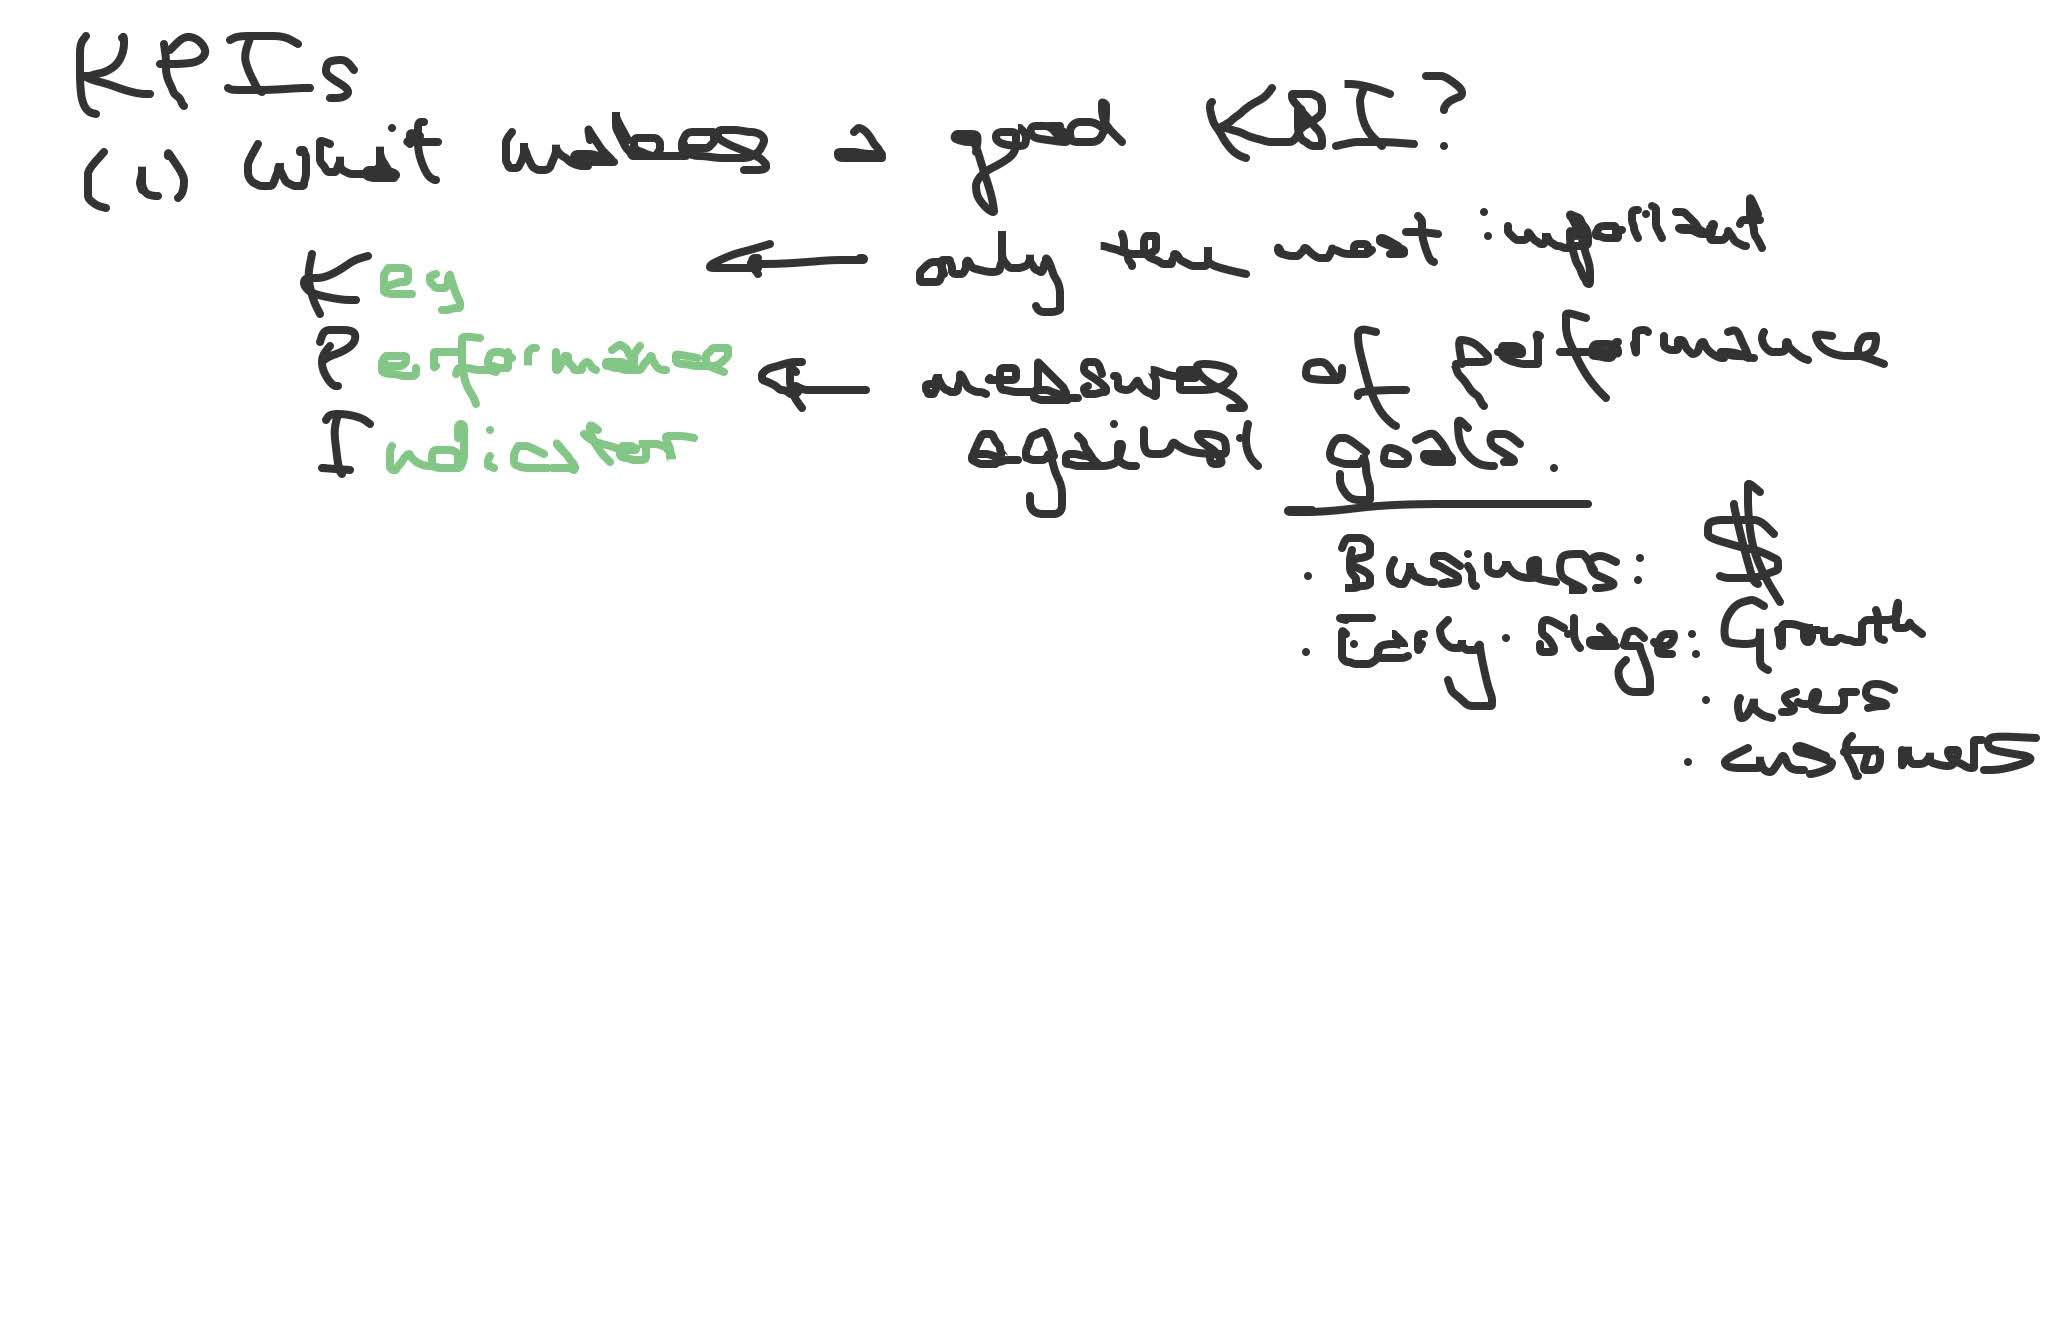 KPIs
(1) What makes a good KPI?
Key ← only the most important
Performance ← measures of performance
Indicator against goals.
· Business: $
· Early-stage: Growth
· users
· customers